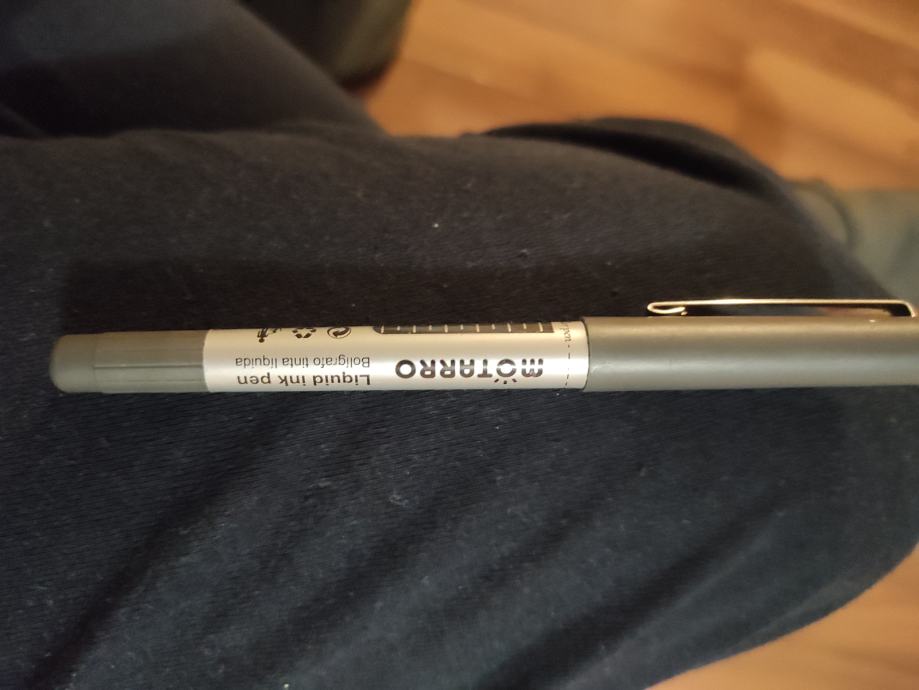 MOTARRO
Liquid ink pen
Bolígrafo tinta líquida